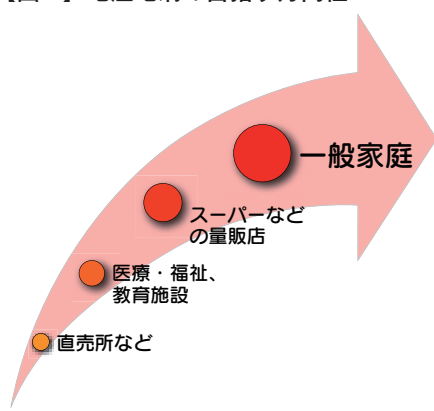 一般家庭
スーパーなど
の量販店
医療・福祉、
教育施設
直売所など